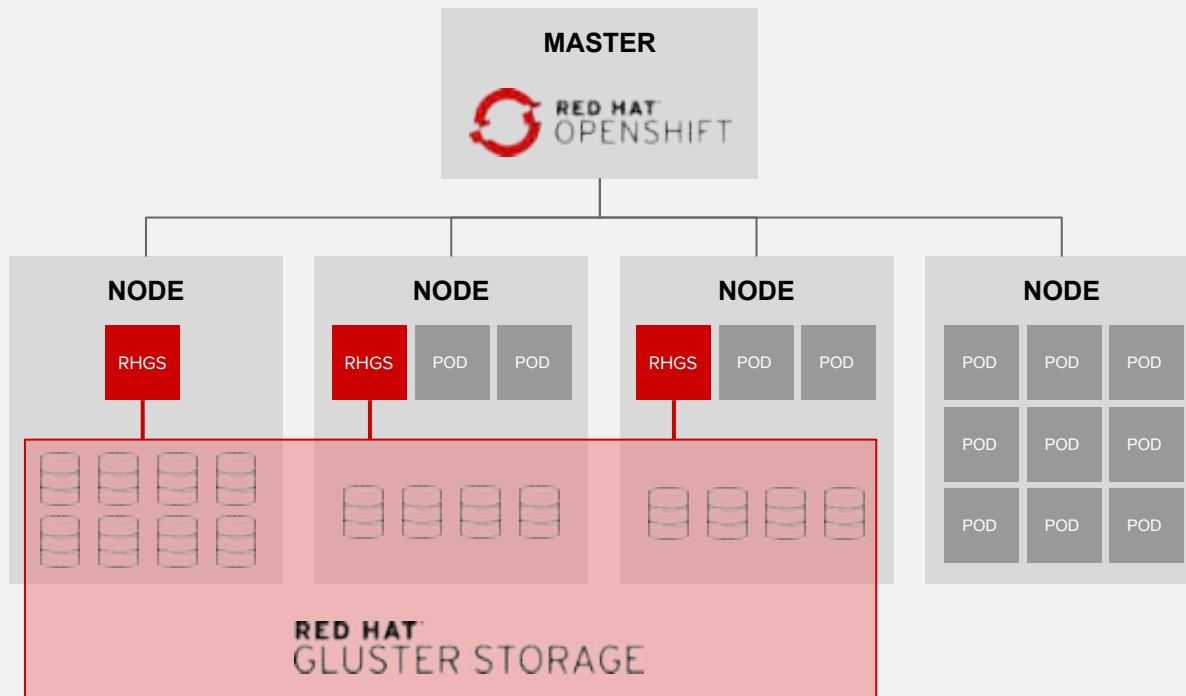 MASTER
RED HAT
OPENSHIFT
NODE
NODE
NODE
NODE
RHGS
RHGS POD POD
RHGS POD POD
POD POD POD
POD POD POD
POD POD POD
RED HAT
GLUSTER STORAGE